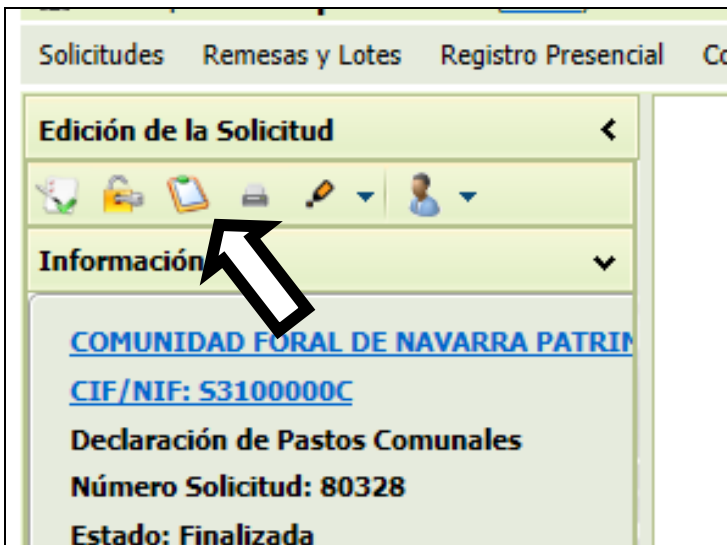 Solicitudes Remesas y Lotes Registro Presencial
Edición de la Solicitud
Información
COMUNIDAD FORAL DE NAVARRA
CIF/NIF: S3100000C
Declaración de Pastos Comunales
Número Solicitud: 80328
Estado: Finalizada